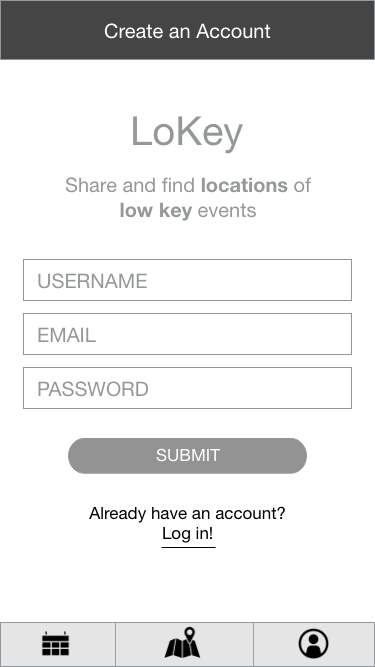 Create an Account
LoKey
Share and find locations of
low key events
USERNAME
EMAIL
PASSWORD
SUBMIT
Already have an account?
Log in!